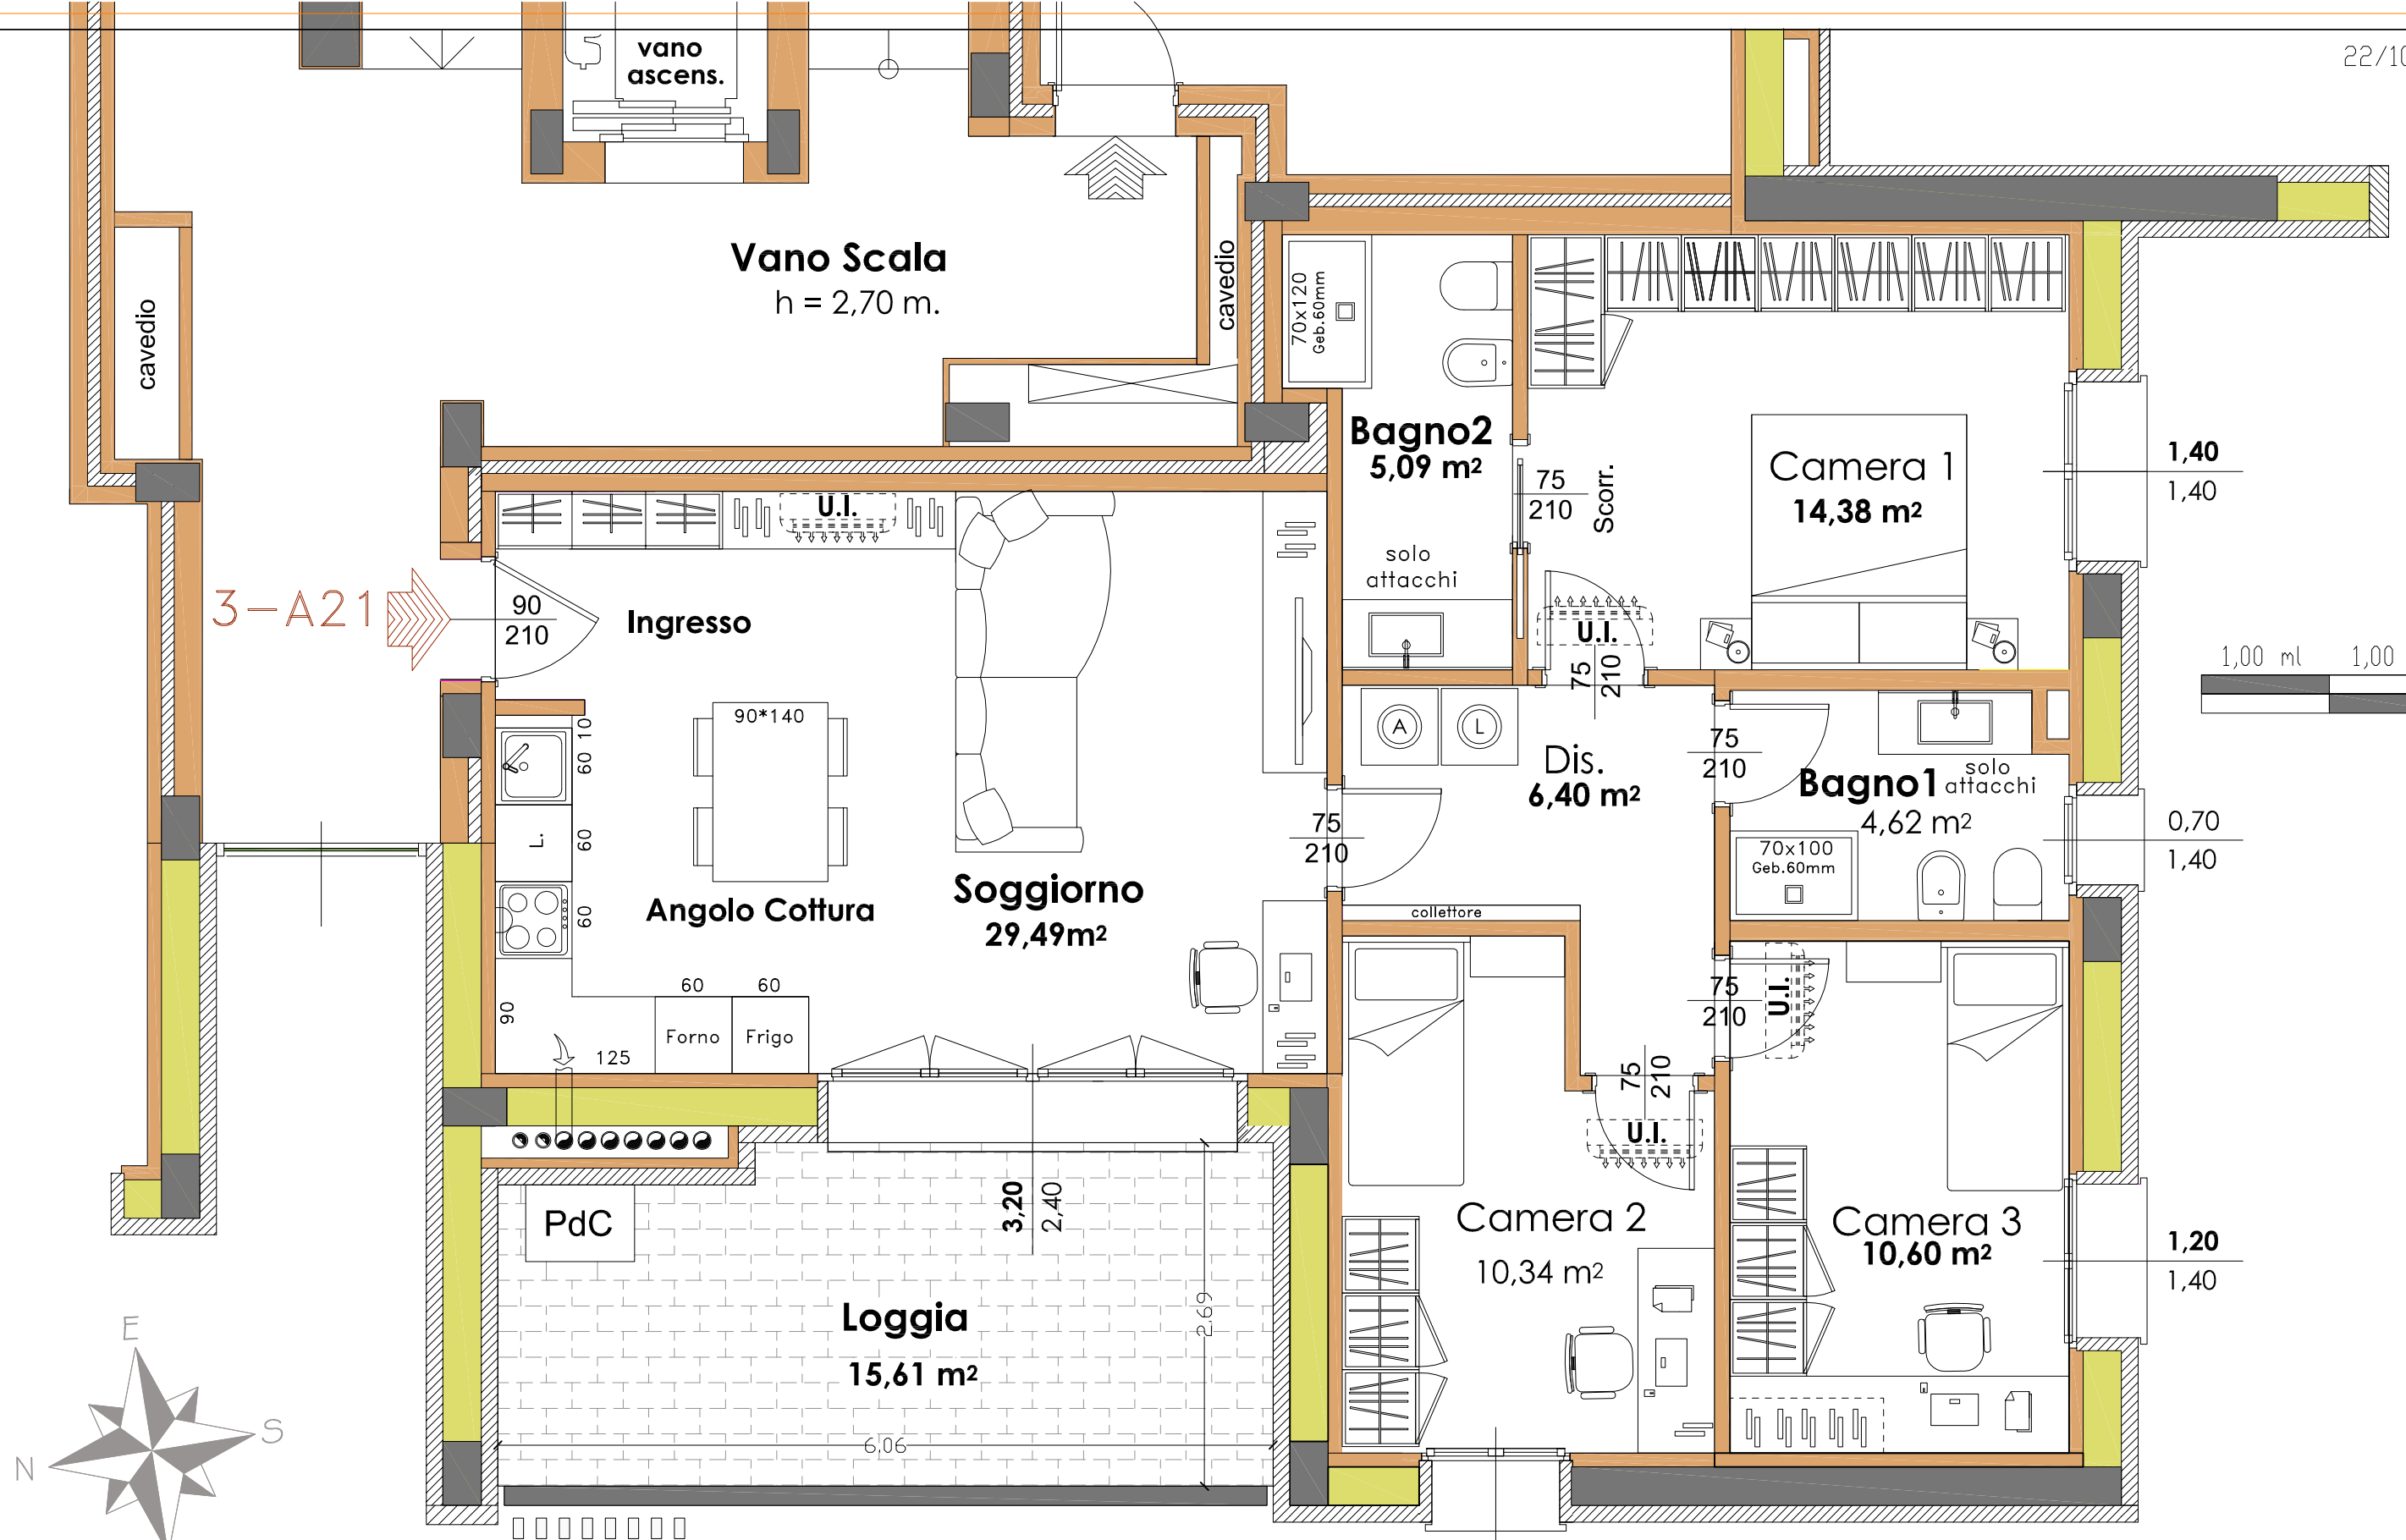 22/10
vano
ascens.
Vano Scala
h = 2,70 m.
cavedio
cavedio
70x120
Geb.60mm
Bagno2
5,09 m²
75
210
Scorr.
solo
attacchi
Camera 1
14,38 m²
1,40
1,40
U.I.
3-A21
90
210
Ingresso
U.I.
75
210
1,00 ml
1,00
90*140
10
60
60
60
L.
A
L
Dis.
6,40 m²
75
210
Bagno1
4,62 m²
solo
attacchi
0,70
1,40
75
210
70x100
Geb.60mm
Angolo Cottura
Soggiorno
29,49m²
collettore
60
60
90
125
Forno
Frigo
75
210
U.I.
75
210
U.I.
PdC
3,20
2,40
2.69
Loggia
15,61 m²
6.06
Camera 2
10,34 m²
Camera 3
10,60 m²
1,20
1,40
E
S
N